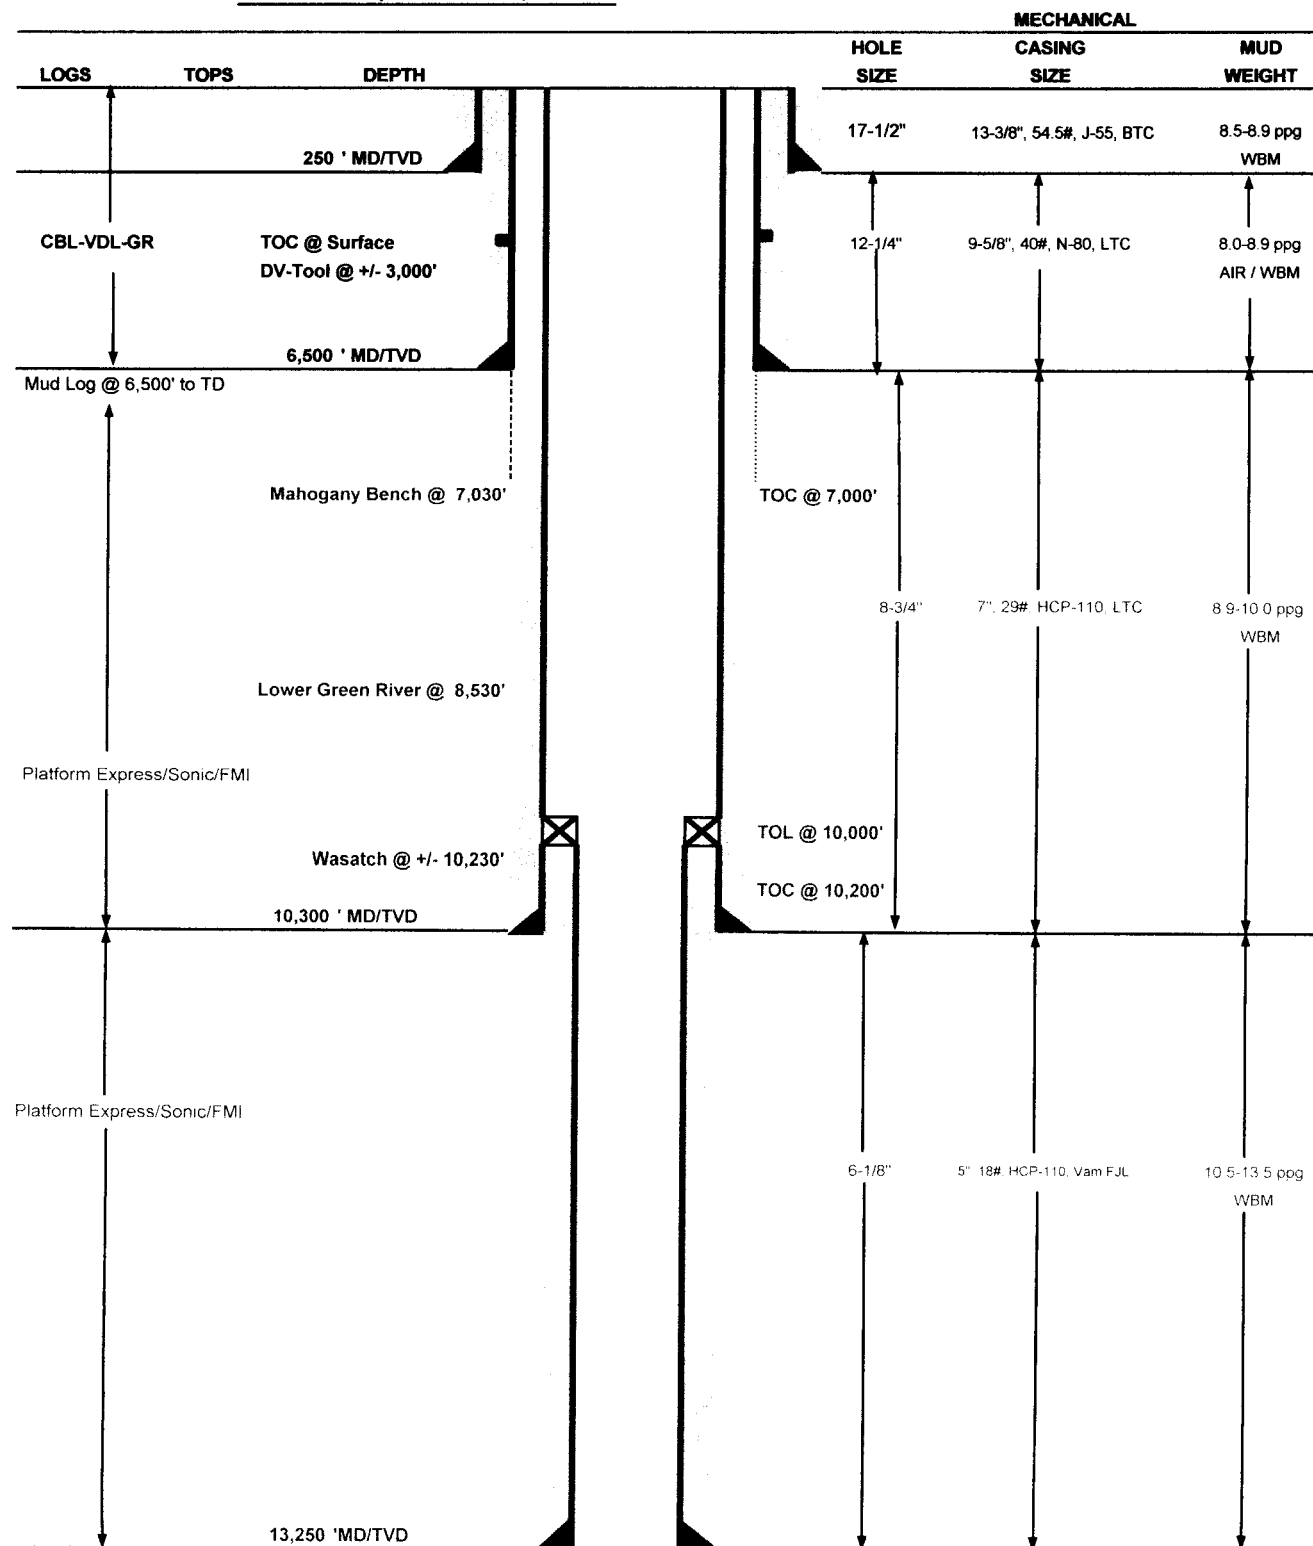 MECHANICAL
HOLE CASING MUD
LOGS TOPS DEPTH SIZE SIZE WEIGHT
17-1/2" 13-3/8", 54.5#, J-55, BTC 8.5-8.9 ppg
250 ' MD/TVD WBM
CBL-VDL-GR TOC @ Surface 12-1/4" 9-5/8", 40#, N-80, LTC 8.0-8.9 ppg
DV-Tool @ +/- 3,000' AIR / WBM
6,500 ' MD/TVD
Mud Log @ 6,500' to TD
Mahogany Bench @ 7,030' TOC @ 7,000'
8-3/4" 7", 29#, HCP-110, LTC 8.9-10.0 ppg
WBM
Lower Green River @ 8,530'
Platform Express/Sonic/FMI
TOL @ 10,000'
Wasatch @ +/- 10,230'
TOC @ 10,200'
10,300 ' MD/TVD
Platform Express/Sonic/FMI
6-1/8" 5" 18#, HCP-110, Vam FJL 10.5-13.5 ppg
WBM
13,250 'MD/TVD